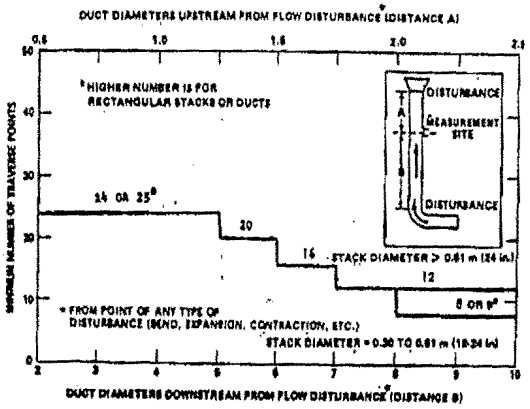 DUCT DIAMETERS UPSTREAM FROM FLOW DISTURBANCE* (DISTANCE A)
0.5 1.0 1.5 2.0 2.5
50
40
30
20
10
0
MINIMUM NUMBER OF TRAVERSE POINTS
HIGHER NUMBER IS FOR
RECTANGULAR STACKS OR DUCTS
A
B
DISTURBANCE
MEASUREMENT
SITE
DISTURBANCE
24 OR 25
20
16
STACK DIAMETER > 0.61 M (24 in.)
12
8 OR 9
* FROM POINT OF ANY TYPE OF
DISTURBANCE (BEND, EXPANSION, CONTRACTION, ETC.)
STACK DIAMETER = 0.30 TO 0.61 M (12-24 in)
2 3 4 5 6 7 8 9 10
DUCT DIAMETERS DOWNSTREAM FROM FLOW DISTURBANCE* (DISTANCE B)